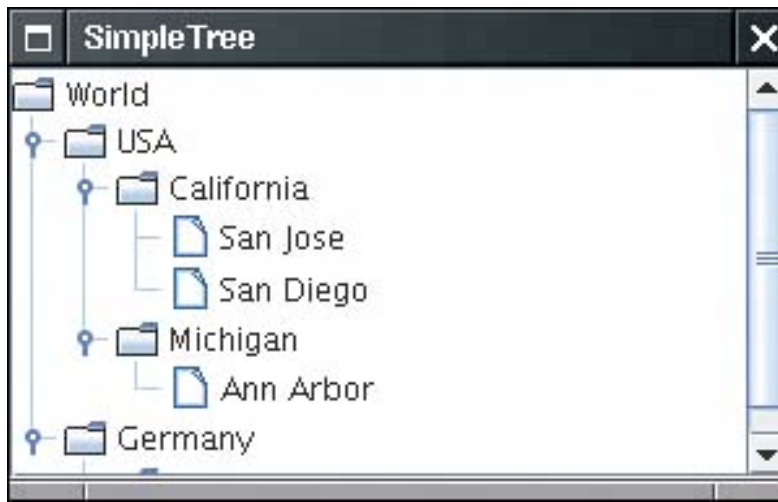 SimpleTree
World
USA
California
San Jose
San Diego
Michigan
Ann Arbor
Germany